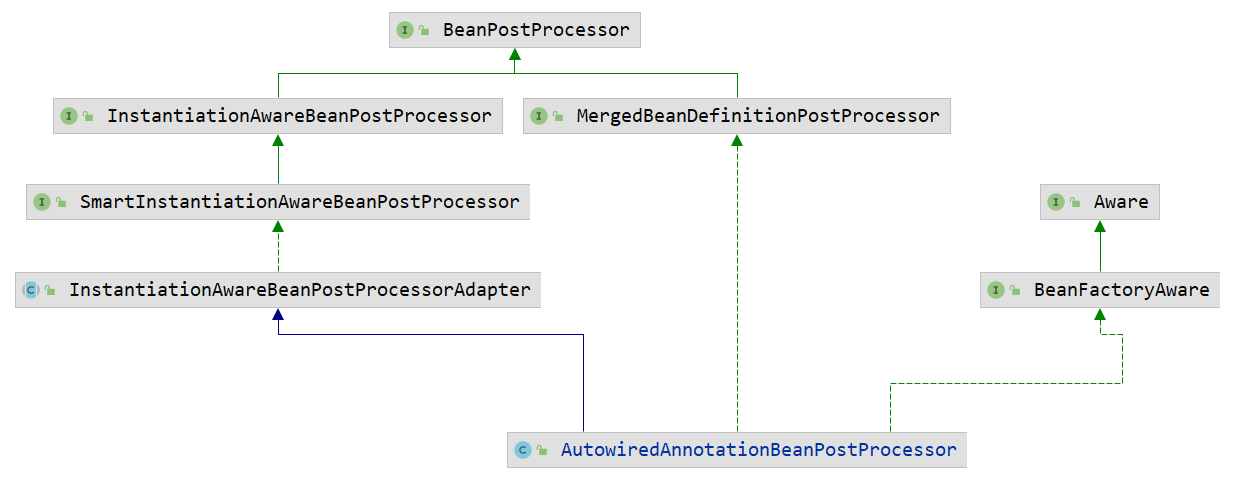 I BeanPostProcessor
I InstantiationAwareBeanPostProcessor
I MergedBeanDefinitionPostProcessor
I SmartInstantiationAwareBeanPostProcessor
I Aware
C InstantiationAwareBeanPostProcessorAdapter
I BeanFactoryAware
C AutowiredAnnotationBeanPostProcessor